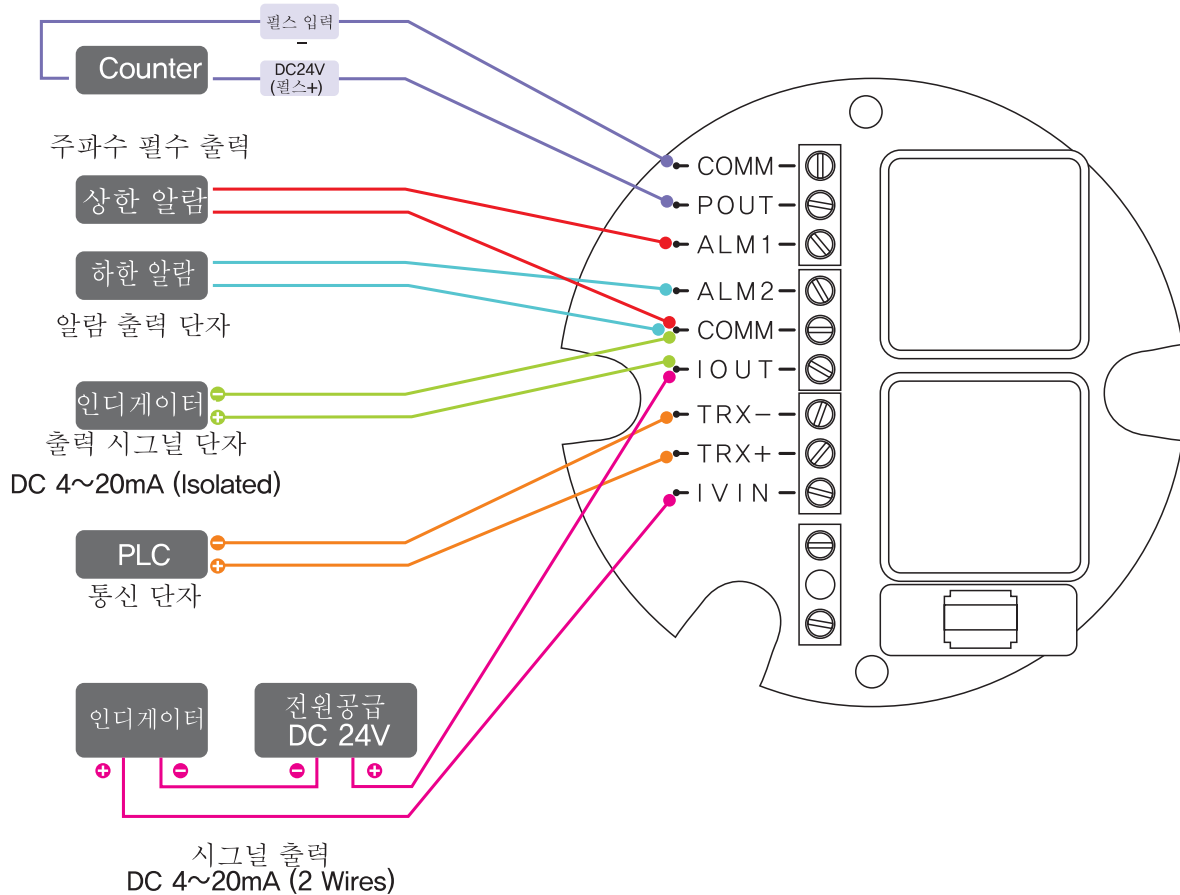 펄스 입력
−
Counter
DC24V
(펄스+)
주파수 펄수 출력
상한 알람
하한 알람
알람 출력 단자
인디게이터
출력 시그널 단자
DC 4~20mA (Isolated)
PLC
통신 단자
인디게이터
전원공급
DC 24V
시그널 출력
DC 4~20mA (2 Wires)
COMM
POUT
ALM1
ALM2
COMM
IOUT
TRX−
TRX+
IVIN